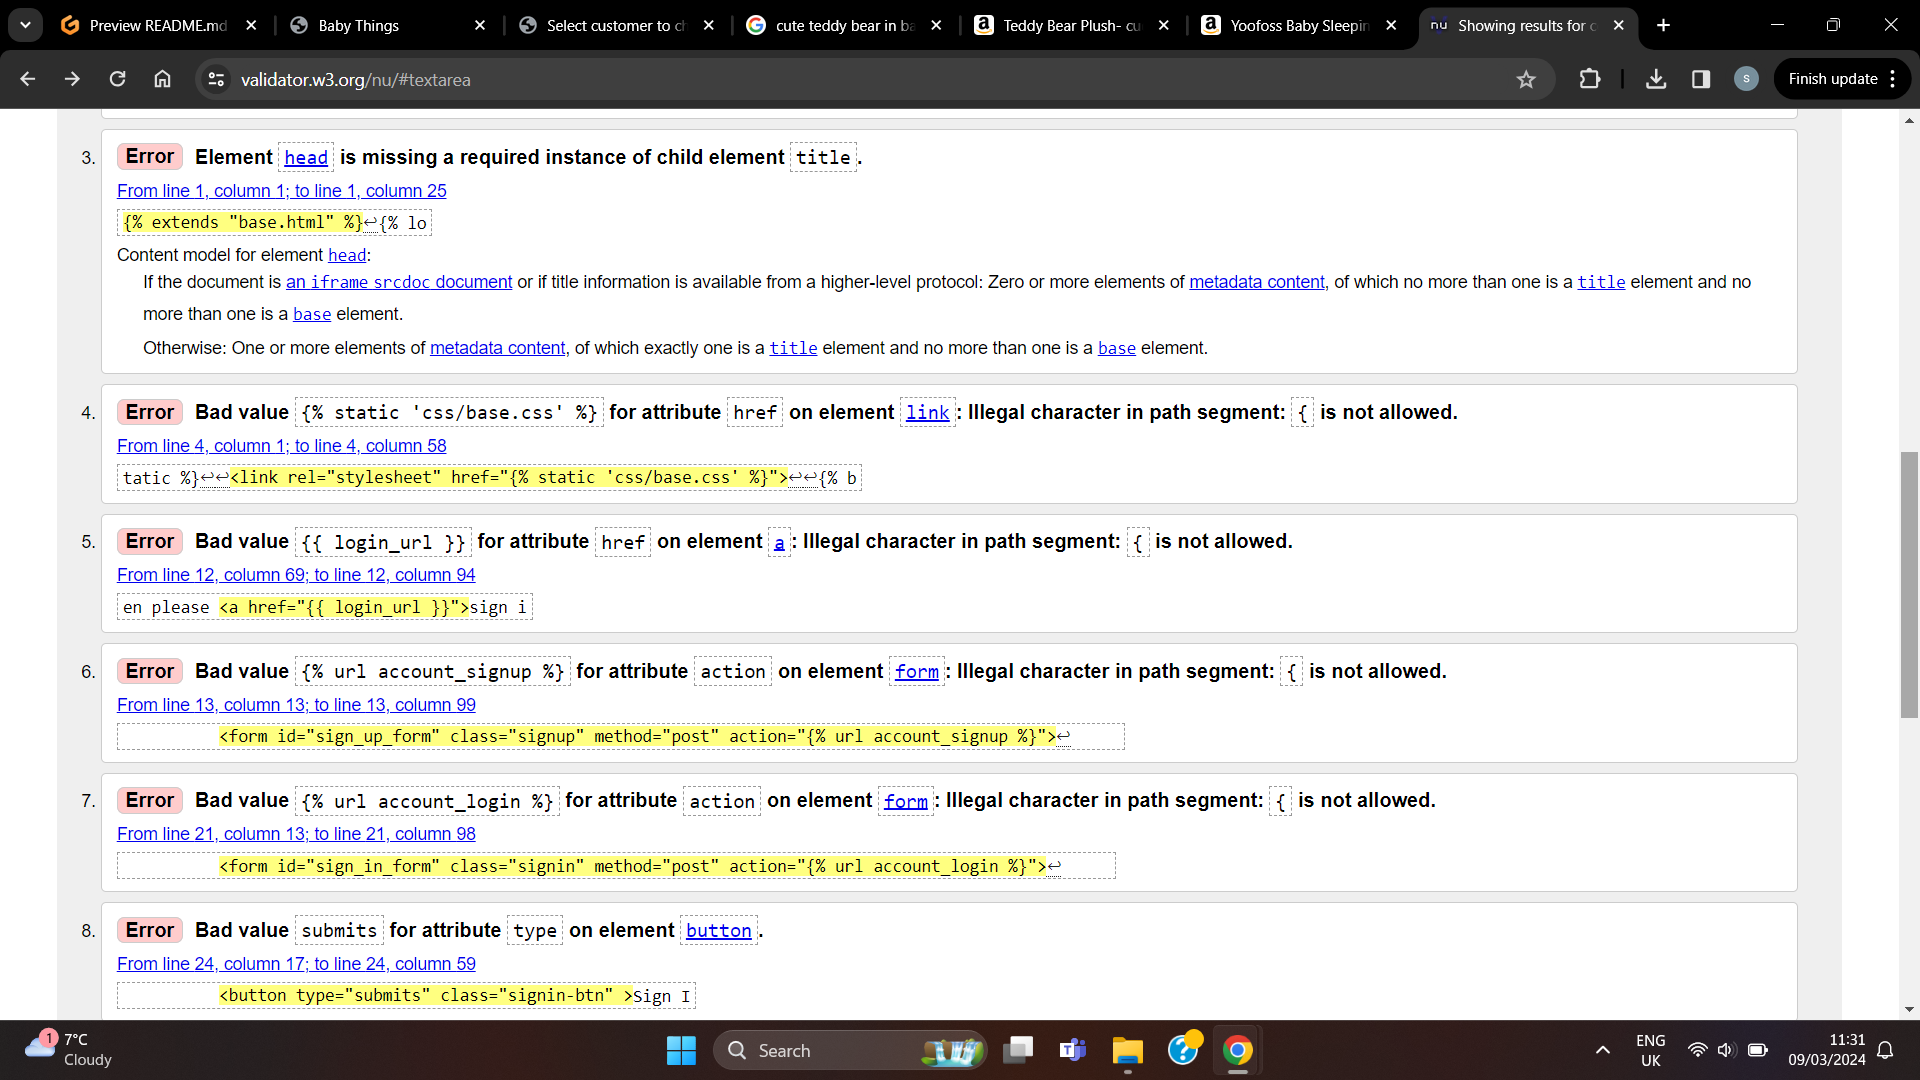 Preview README.md
Baby Things
Select customer to ch
cute teddy bear in ba
Teddy Bear Plush- cu
Yoofoss Baby Sleepin
nu Showing results for c
validator.w3.org/nu/#textarea
S
Finish update
3. Error Element head is missing a required instance of child element title.
From line 1, column 1; to line 1, column 25
{% extends "base.html" %}↩{% lo
Content model for element head:
If the document is an iframe srcdoc document or if title information is available from a higher-level protocol: Zero or more elements of metadata content, of which no more than one is a title element and no
more than one is a base element.
Otherwise: One or more elements of metadata content, of which exactly one is a title element and no more than one is a base element.
4. Error Bad value {% static 'css/base.css' %} for attribute href on element link: Illegal character in path segment: { is not allowed.
From line 4, column 1; to line 4, column 58
tatic %}↩↩<link rel="stylesheet" href="{% static 'css/base.css' %}">↩↩{% b
5. Error Bad value {{ login_url }} for attribute href on element a: Illegal character in path segment: { is not allowed.
From line 12, column 69; to line 12, column 94
en please <a href="{{ login_url }}">sign i
6. Error Bad value {% url account_signup %} for attribute action on element form: Illegal character in path segment: { is not allowed.
From line 13, column 13; to line 13, column 99
<form id="sign_up_form" class="signup" method="post" action="{% url account_signup %}">↩
7. Error Bad value {% url account_login %} for attribute action on element form: Illegal character in path segment: { is not allowed.
From line 21, column 13; to line 21, column 98
<form id="sign_in_form" class="signin" method="post" action="{% url account_login %}">↩
8. Error Bad value submits for attribute type on element button.
From line 24, column 17; to line 24, column 59
<button type="submits" class="signin-btn" >Sign I
1
7°C
Cloudy
Search
ENG
UK
11:31
09/03/2024